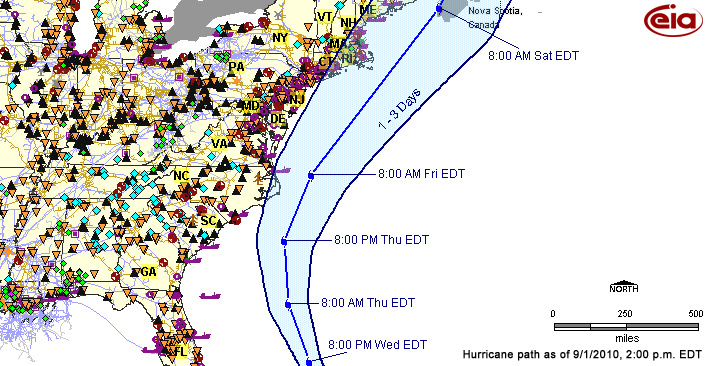 ME
VT
Nova Scotia,
Canada
NH
eia
NY
MA
8:00 AM Sat EDT
CT
RI
PA
1 - 3 Days
NJ
MD
DE
VA
NC
8:00 AM Fri EDT
SC
8:00 PM Thu EDT
GA
NORTH
8:00 AM Thu EDT
0 250 500
miles
8:00 PM Wed EDT
FL
Hurricane path as of 9/1/2010, 2:00 p.m. EDT